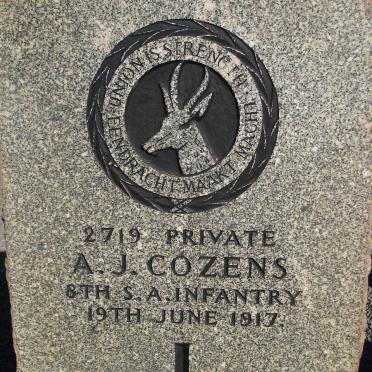 UNION IS STRENGTH
EENDRACHT MAAKT MACHT
2719 PRIVATE
A. J. COZENS
8TH S. A. INFANTRY
19TH JUNE 1917.